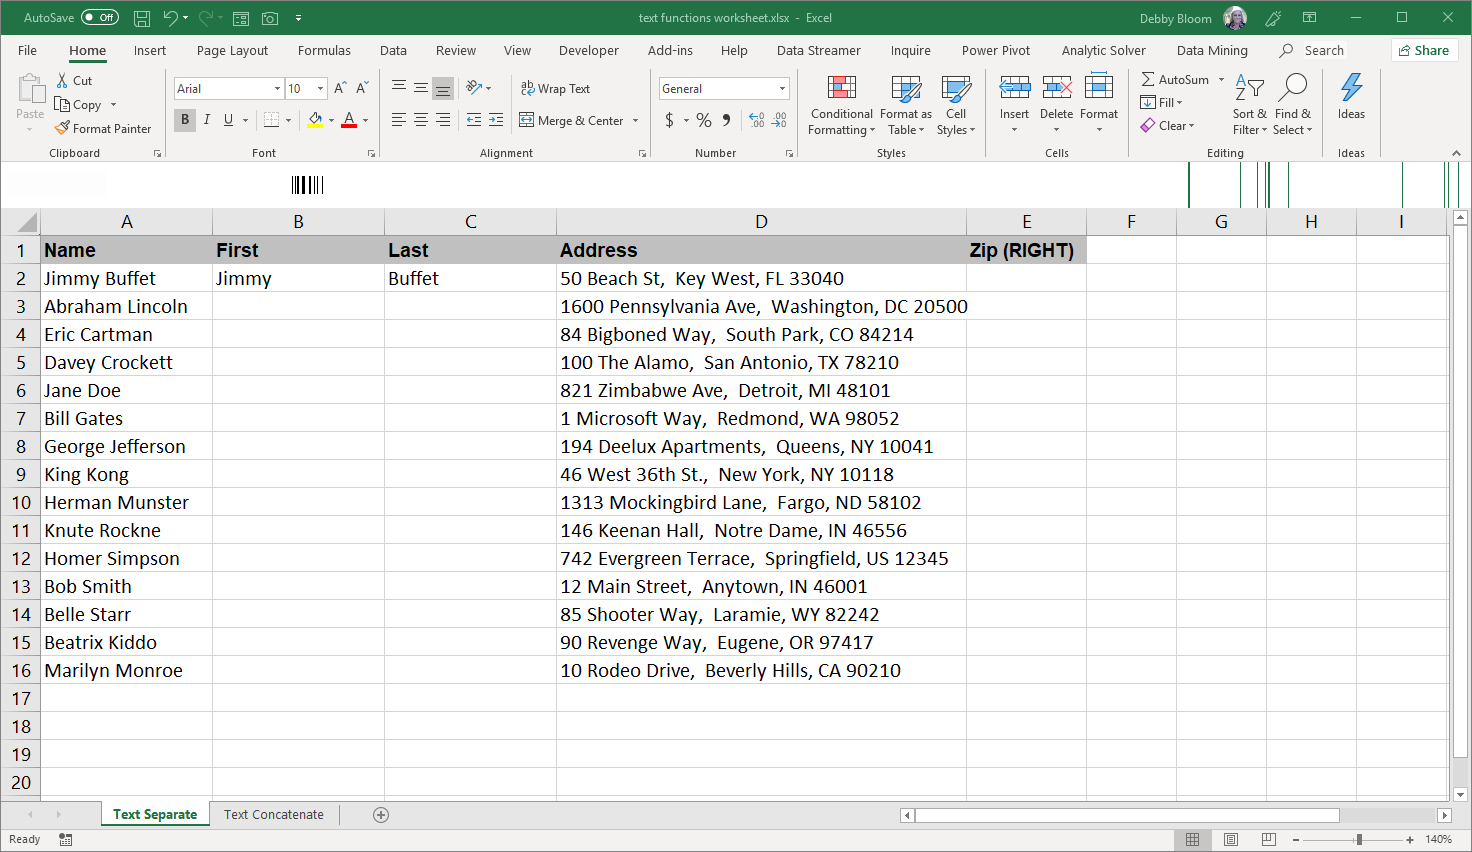 AutoSave Off text functions worksheet.xlsx - Excel Debby Bloom
File Home Insert Page Layout Formulas Data Review View Developer Add-ins Help Data Streamer Inquire Power Pivot Analytic Solver Data Mining Search Share
Paste Cut Copy Format Painter Clipboard
Arial 10 A A B I U A Font
ab Wrap Text Merge & Center Alignment
General $ % , Number
Conditional Formatting Format as Table Cell Styles Styles
Insert Delete Format Cells
AutoSum Fill Clear Sort & Filter Find & Select Editing
Ideas Ideas
A B C D E F G H I
1 Name First Last Address Zip (RIGHT)
2 Jimmy Buffet Jimmy Buffet 50 Beach St,  Key West, FL 33040
3 Abraham Lincoln 1600 Pennsylvania Ave,  Washington, DC 20500
4 Eric Cartman 84 Bigboned Way,  South Park, CO 84214
5 Davey Crockett 100 The Alamo,  San Antonio, TX 78210
6 Jane Doe 821 Zimbabwe Ave,  Detroit, MI 48101
7 Bill Gates 1 Microsoft Way,  Redmond, WA 98052
8 George Jefferson 194 Deelux Apartments,  Queens, NY 10041
9 King Kong 46 West 36th St.,  New York, NY 10118
10 Herman Munster 1313 Mockingbird Lane,  Fargo, ND 58102
11 Knute Rockne 146 Keenan Hall,  Notre Dame, IN 46556
12 Homer Simpson 742 Evergreen Terrace,  Springfield, US 12345
13 Bob Smith 12 Main Street,  Anytown, IN 46001
14 Belle Starr 85 Shooter Way,  Laramie, WY 82242
15 Beatrix Kiddo 90 Revenge Way,  Eugene, OR 97417
16 Marilyn Monroe 10 Rodeo Drive,  Beverly Hills, CA 90210
17
18
19
20
Text Separate Text Concatenate
Ready 140%